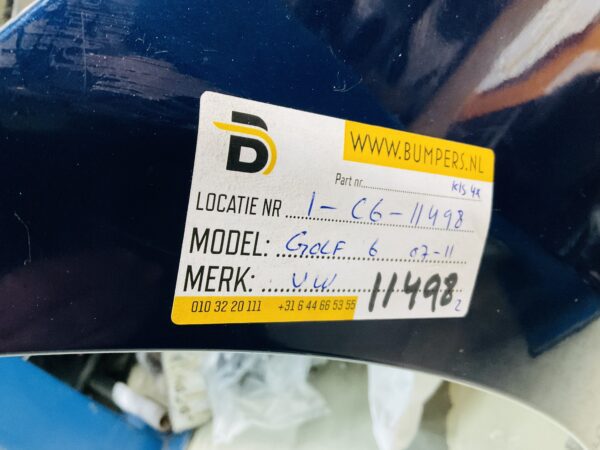 WWW.BUMPERS.NL
Part nr.
LOCATIE NR 1-C6-11498
MODEL: GOLF 6 07-11
MERK: VW 11498
010 32 20 111 +31 6 44 66 53 55